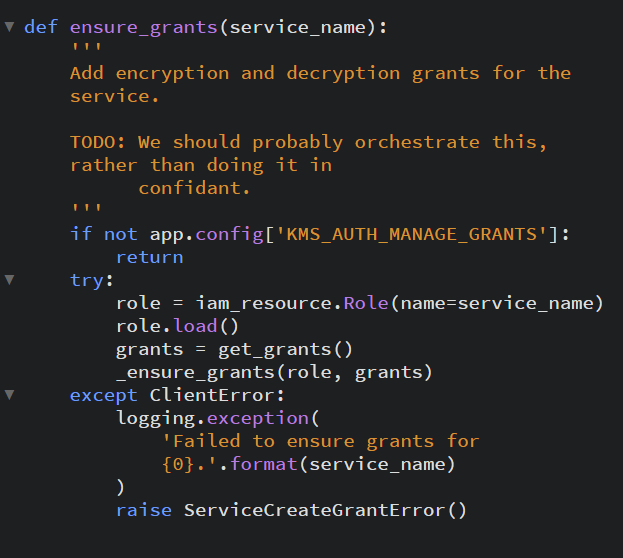 def ensure_grants(service_name):
    '''
    Add encryption and decryption grants for the
    service.

    TODO: We should probably orchestrate this,
    rather than doing it in
          confidant.
    '''
    if not app.config['KMS_AUTH_MANAGE_GRANTS']:
        return
    try:
        role = iam_resource.Role(name=service_name)
        role.load()
        grants = get_grants()
        _ensure_grants(role, grants)
    except ClientError:
        logging.exception(
            'Failed to ensure grants for
            {0}.'.format(service_name)
        )
        raise ServiceCreateGrantError()